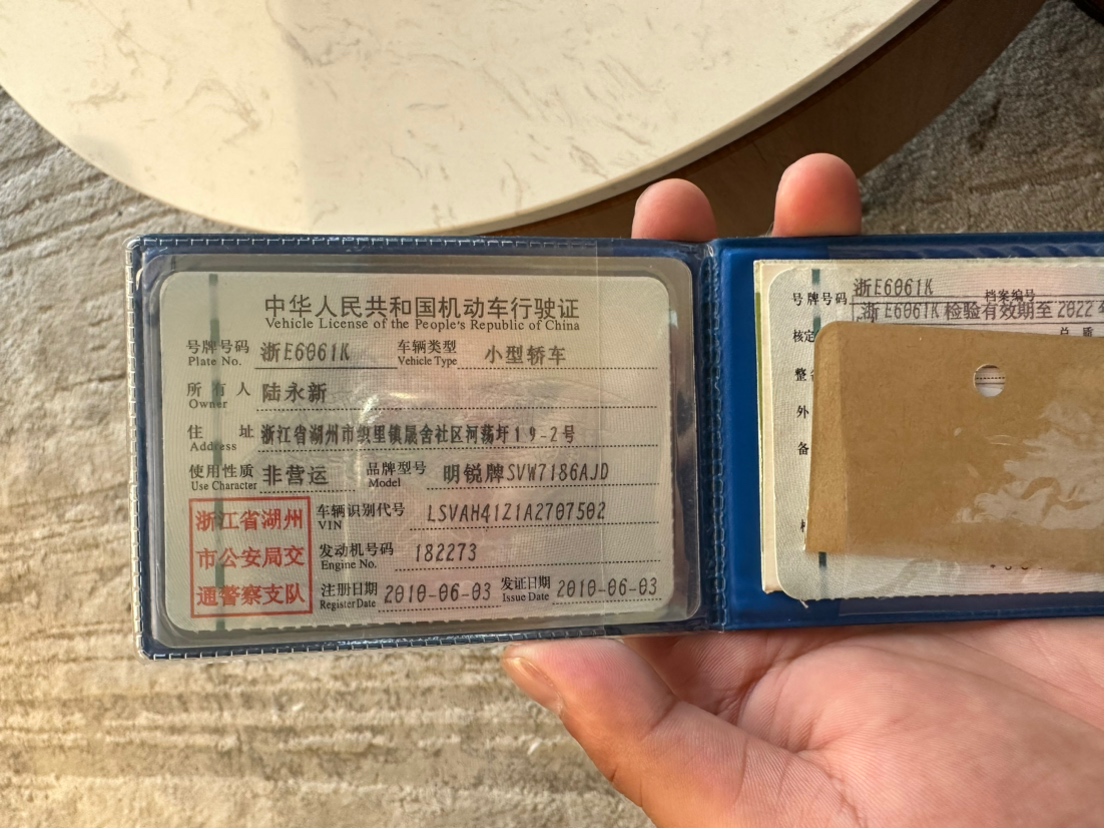 中华人民共和国机动车行驶证
Vehicle License of the People's Republic of China
号牌号码 浙E6061K 车辆类型 小型轿车
Plate No. Vehicle Type
所有人 陆永新
Owner
住址 浙江省湖州市织里镇晟舍社区河荡圩19-2号
Address
使用性质 非营运 品牌型号 明锐牌SVW7186AJD
Use Character Model
浙江省湖州
市公安局交
通警察支队
车辆识别代号 LSVAH41Z1A2707502
VIN
发动机号码 182273
Engine No.
注册日期 2010-06-03 发证日期 2010-06-03
Register Date Issue Date
号牌号码 浙E6061K 档案编号
浙E6061K 检验有效期至 2022 年
核定
总质
外
备